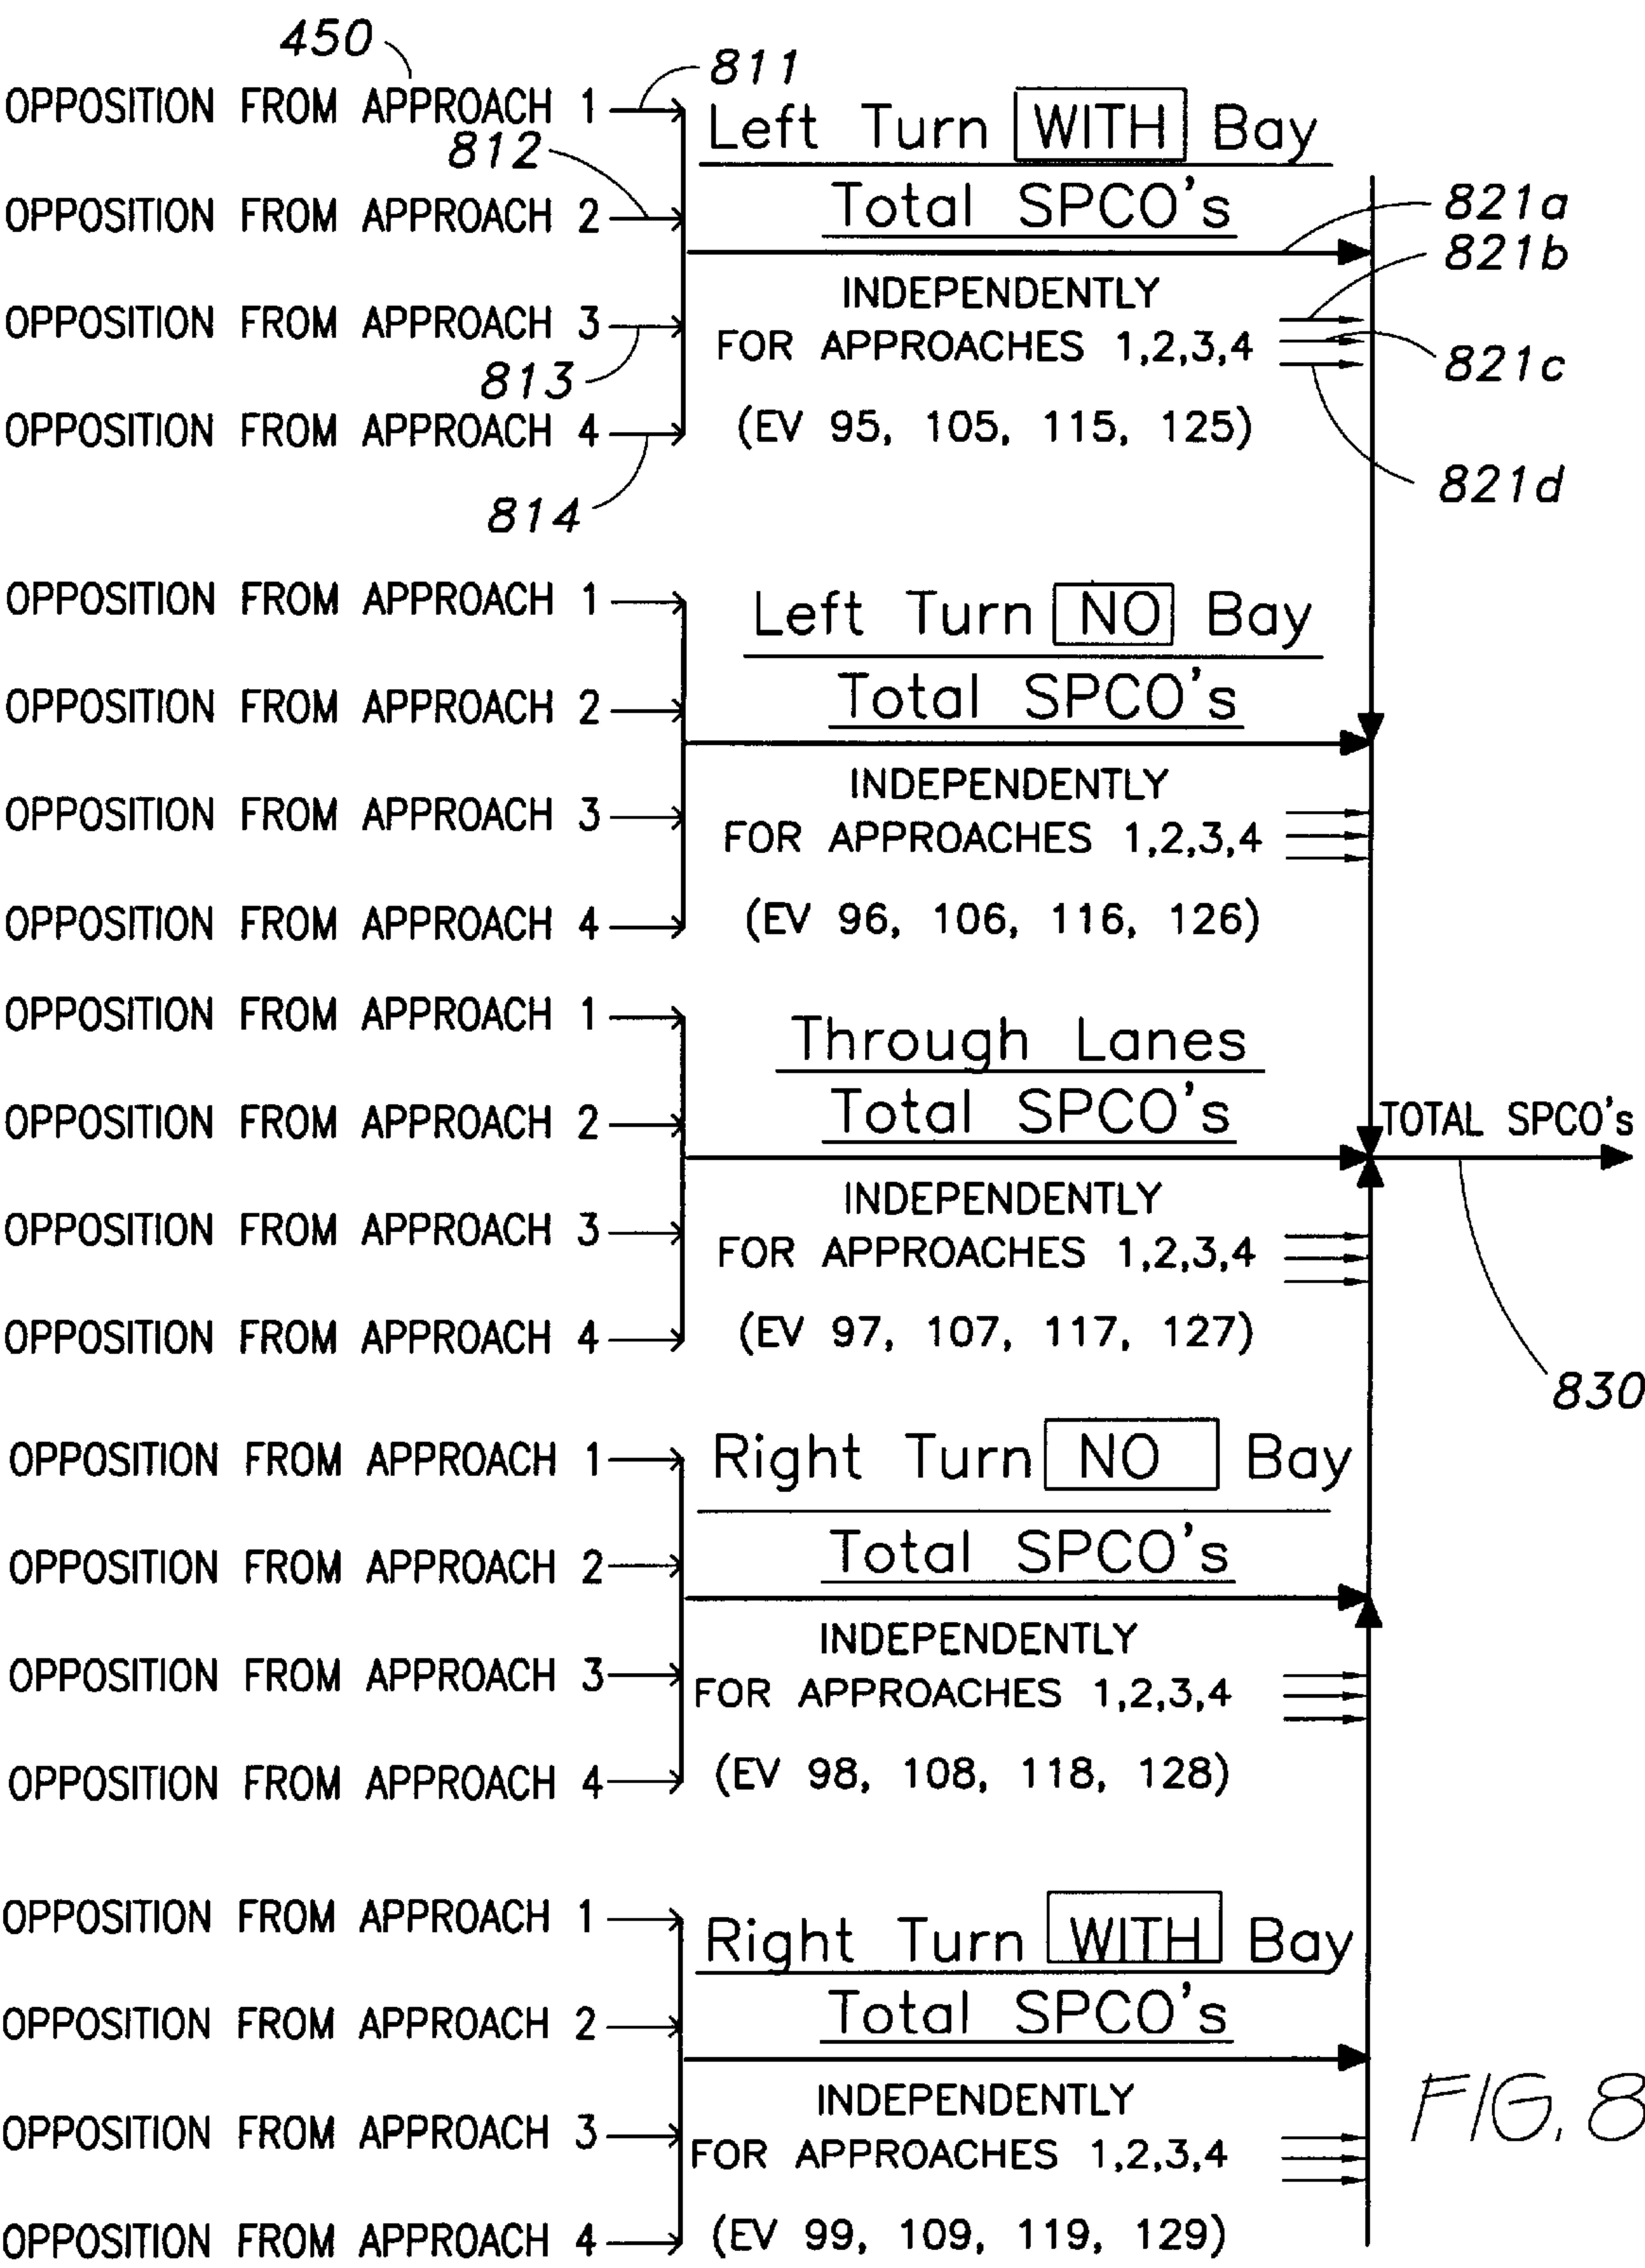 450
811
OPPOSITION FROM APPROACH 1
Left Turn WITH Bay
812
OPPOSITION FROM APPROACH 2
Total SPCO's
821a
821b
INDEPENDENTLY
OPPOSITION FROM APPROACH 3
FOR APPROACHES 1,2,3,4
821c
813
OPPOSITION FROM APPROACH 4
(EV 95, 105, 115, 125)
821d
814
OPPOSITION FROM APPROACH 1
Left Turn NO Bay
OPPOSITION FROM APPROACH 2
Total SPCO's
INDEPENDENTLY
OPPOSITION FROM APPROACH 3
FOR APPROACHES 1,2,3,4
OPPOSITION FROM APPROACH 4
(EV 96, 106, 116, 126)
OPPOSITION FROM APPROACH 1
Through Lanes
OPPOSITION FROM APPROACH 2
Total SPCO's
TOTAL SPCO's
INDEPENDENTLY
OPPOSITION FROM APPROACH 3
FOR APPROACHES 1,2,3,4
OPPOSITION FROM APPROACH 4
(EV 97, 107, 117, 127)
830
OPPOSITION FROM APPROACH 1
Right Turn NO Bay
OPPOSITION FROM APPROACH 2
Total SPCO's
INDEPENDENTLY
OPPOSITION FROM APPROACH 3
FOR APPROACHES 1,2,3,4
OPPOSITION FROM APPROACH 4
(EV 98, 108, 118, 128)
OPPOSITION FROM APPROACH 1
Right Turn WITH Bay
OPPOSITION FROM APPROACH 2
Total SPCO's
INDEPENDENTLY
OPPOSITION FROM APPROACH 3
FOR APPROACHES 1,2,3,4
OPPOSITION FROM APPROACH 4
(EV 99, 109, 119, 129)
FIG. 8